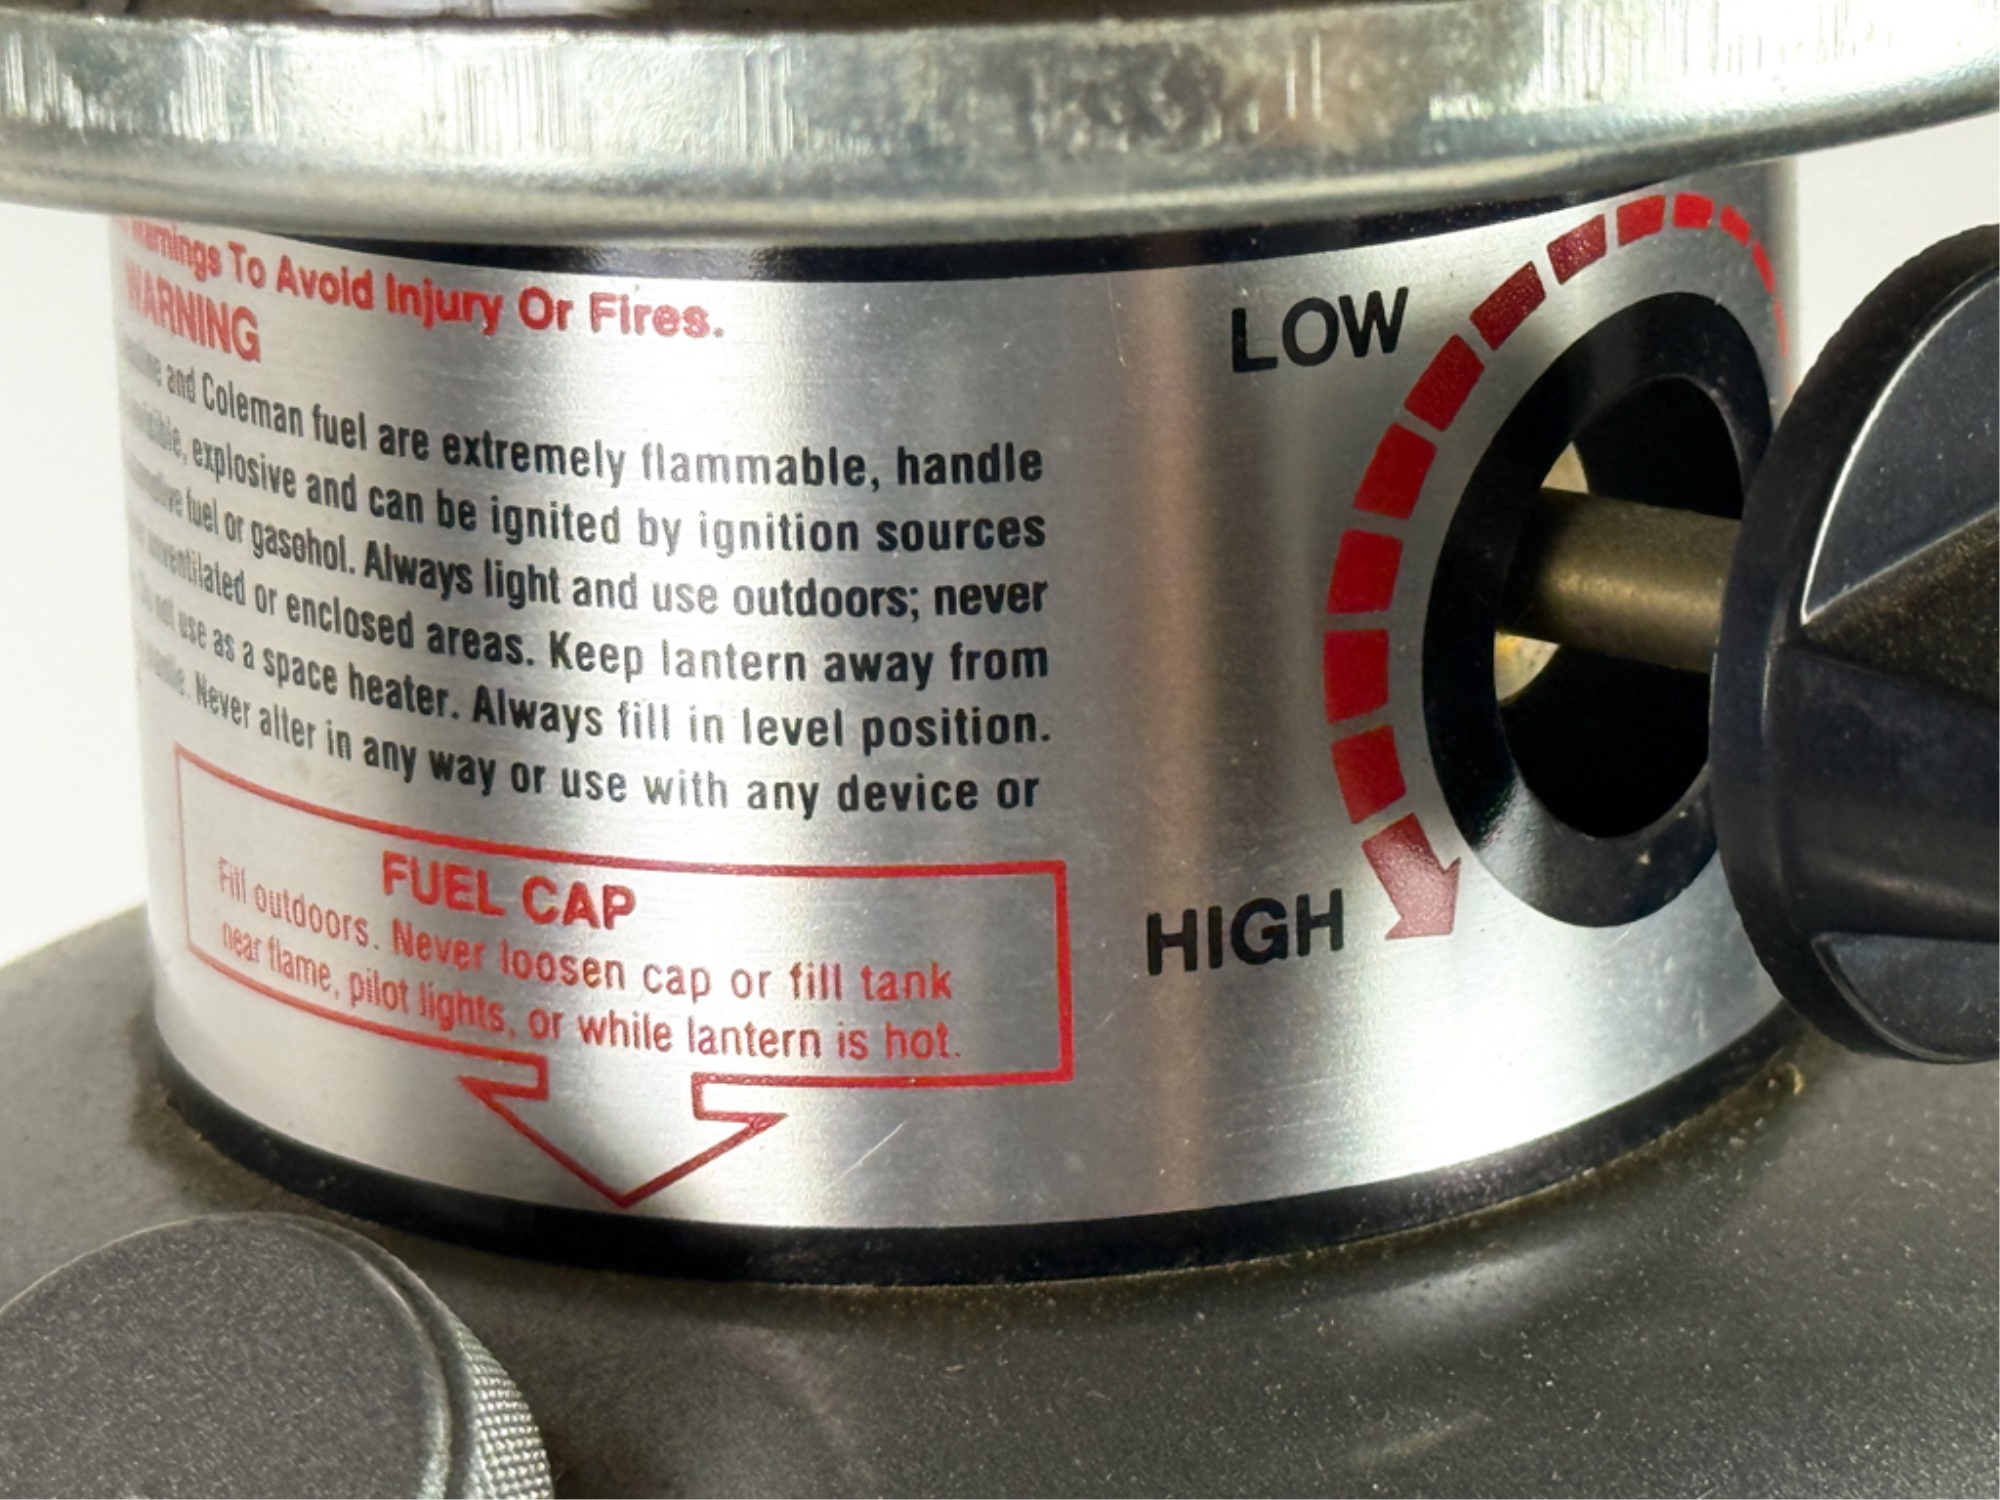 Warnings To Avoid Injury Or Fires.
WARNING
and Coleman fuel are extremely flammable, handle
explosive and can be ignited by ignition sources
fuel or gasohol. Always light and use outdoors; never
unventilated or enclosed areas. Keep lantern away from
not use as a space heater. Always fill in level position.
Never alter in any way or use with any device or
FUEL CAP
Fill outdoors. Never loosen cap or fill tank
near flame, pilot lights, or while lantern is hot.
LOW
HIGH